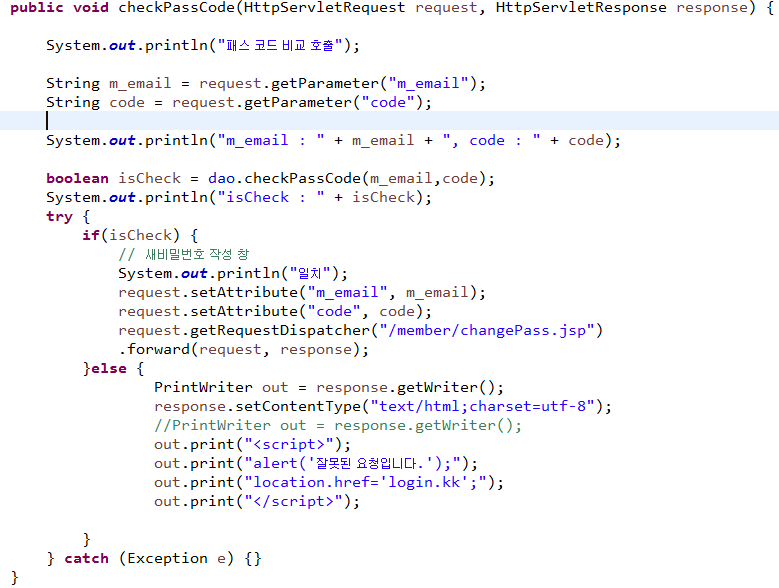 public void checkPassCode(HttpServletRequest request, HttpServletResponse response) {
System.out.println("패스 코드 비교 호출");
String m_email = request.getParameter("m_email");
String code = request.getParameter("code");
System.out.println("m_email : " + m_email + ", code : " + code);
boolean isCheck = dao.checkPassCode(m_email,code);
System.out.println("isCheck : " + isCheck);
try {
if(isCheck) {
// 새비밀번호 작성 창
System.out.println("일치");
request.setAttribute("m_email", m_email);
request.setAttribute("code", code);
request.getRequestDispatcher("/member/changePass.jsp")
.forward(request, response);
}else {
PrintWriter out = response.getWriter();
response.setContentType("text/html;charset=utf-8");
//PrintWriter out = response.getWriter();
out.print("<script>");
out.print("alert('잘못된 요청입니다.');");
out.print("location.href='login.kk';");
out.print("</script>");
}
} catch (Exception e) {}
}